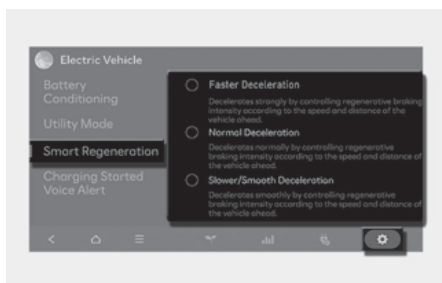 Electric Vehicle
Battery
Conditioning
Utility Mode
Smart Regeneration
Charging Started
Voice Alert
Faster Deceleration
Decelerates strongly by controlling regenerative braking
intensity according to the speed and distance of the
vehicle ahead.
Normal Deceleration
Decelerates normally by controlling regenerative
braking intensity according to the speed and distance of
the vehicle ahead.
Slower/Smooth Deceleration
Decelerates smoothly by controlling regenerative
braking intensity according to the speed and distance of
the vehicle ahead.